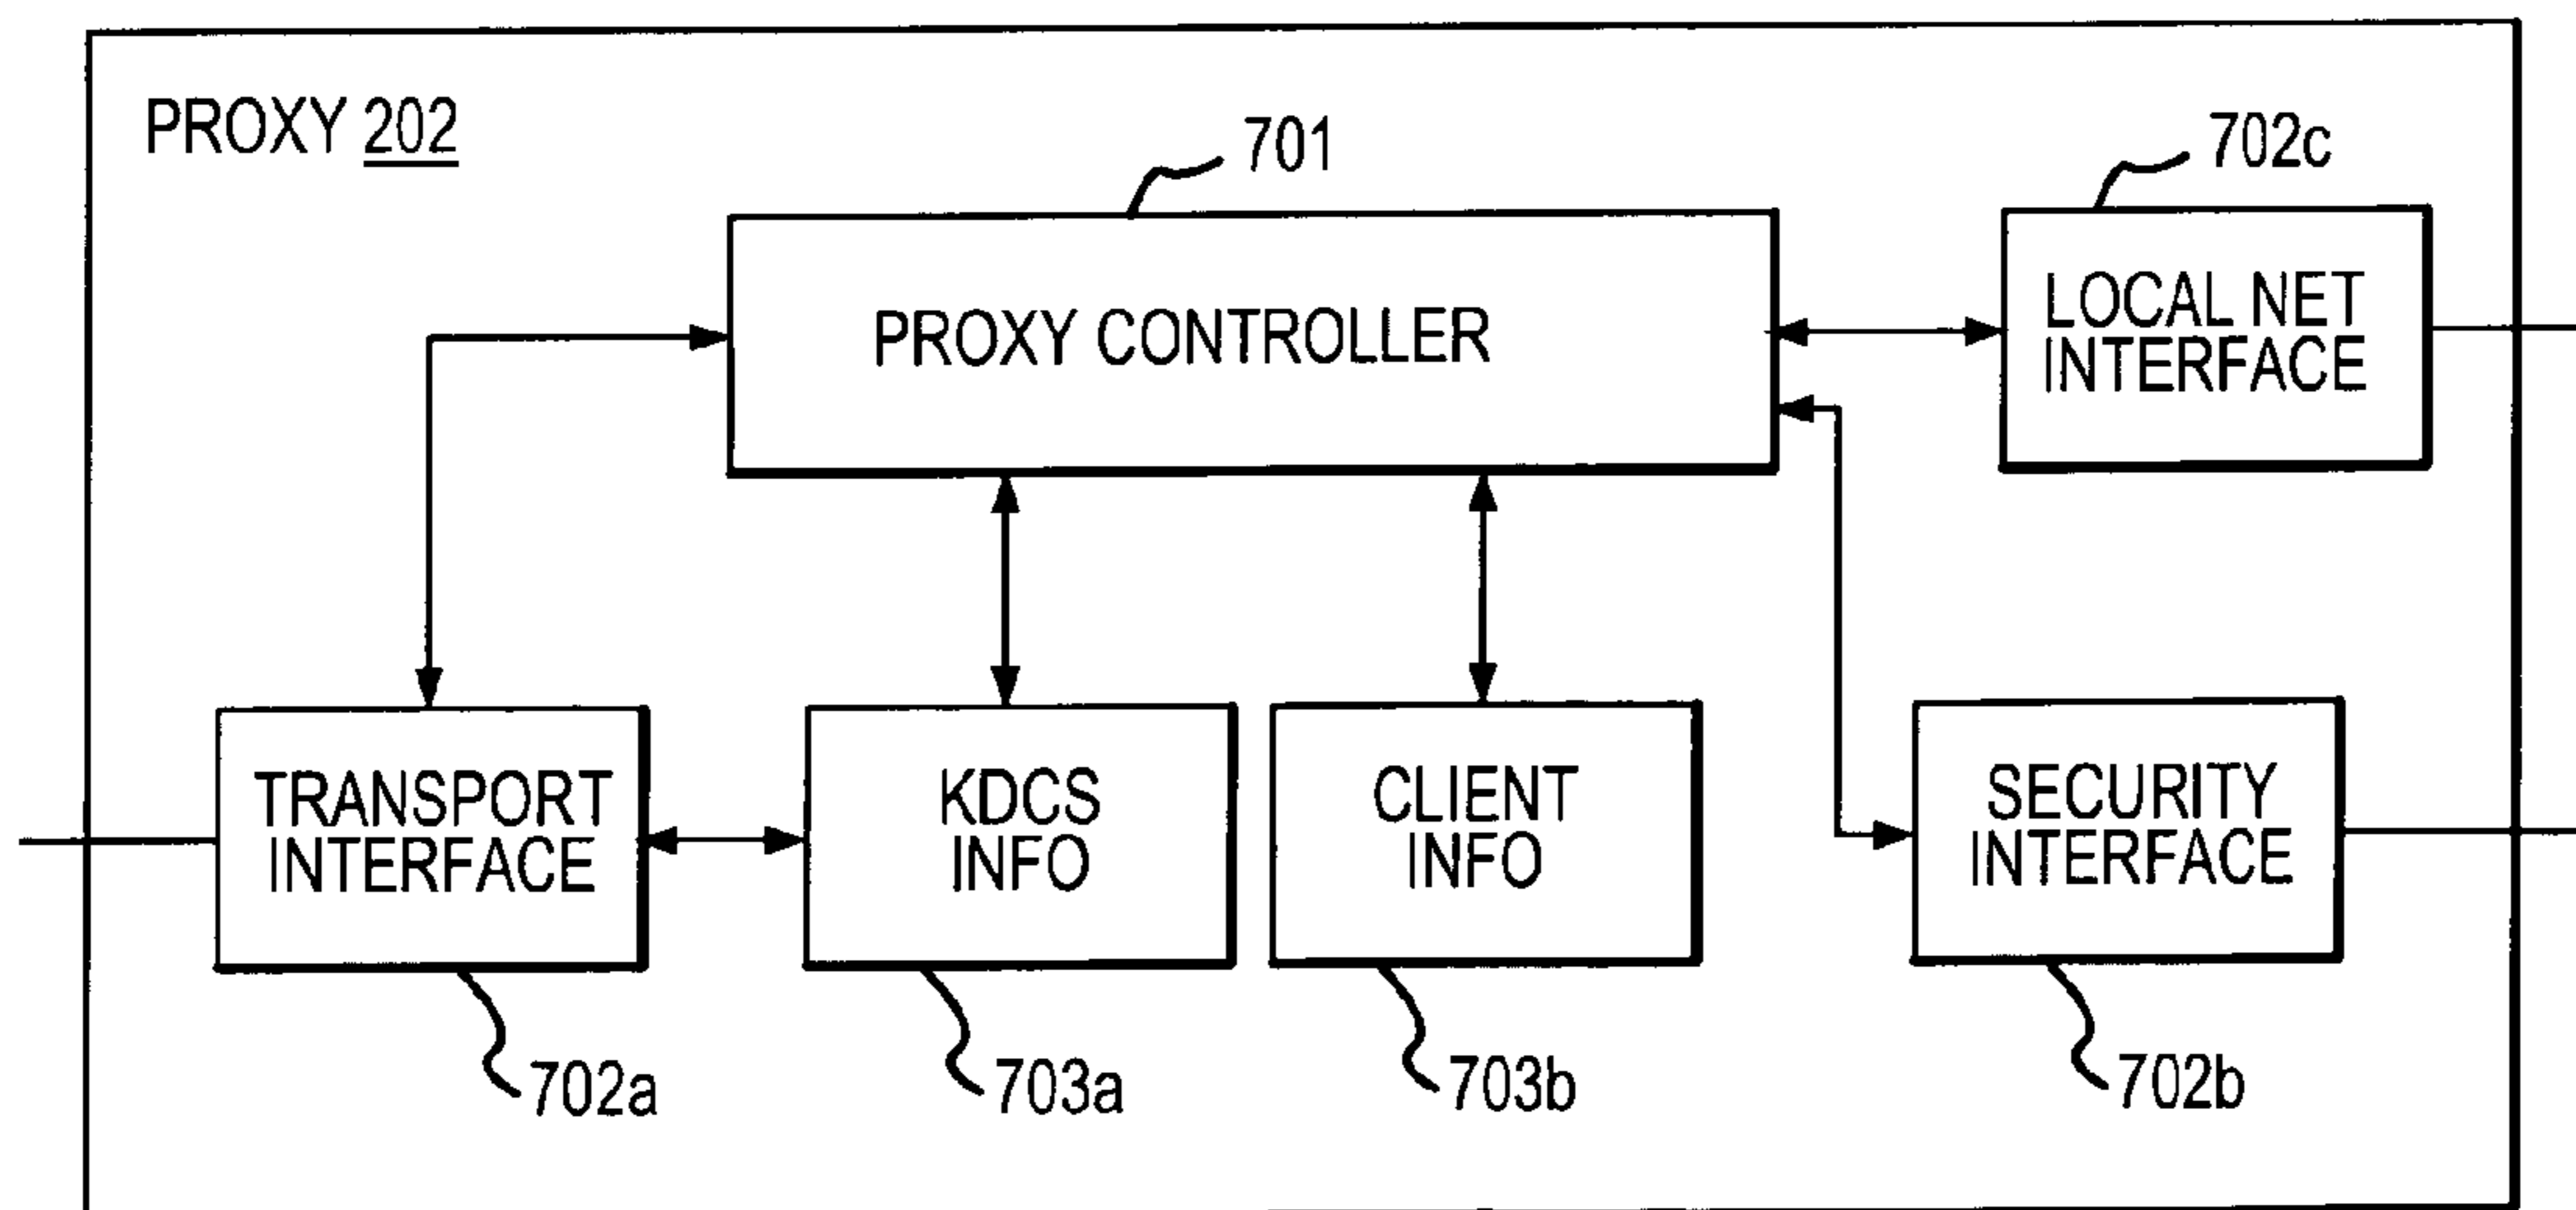 PROXY 202
701
702c
PROXY CONTROLLER
LOCAL NET
INTERFACE
TRANSPORT
INTERFACE
KDCS
INFO
CLIENT
INFO
SECURITY
INTERFACE
702a
703a
703b
702b